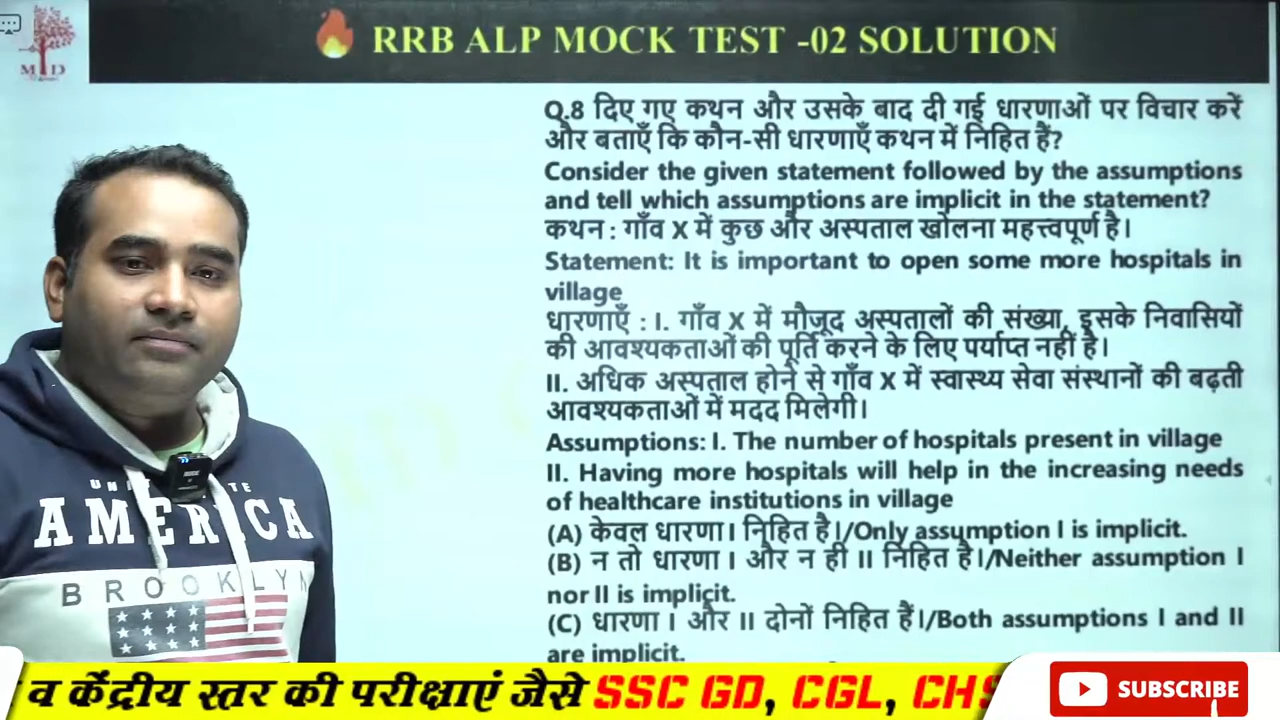 M D
RRB ALP MOCK TEST -02 SOLUTION
Q.8 दिए गए कथन और उसके बाद दी गई धारणाओं पर विचार करें
और बताएँ कि कौन-सी धारणाएँ कथन में निहित हैं?
Consider the given statement followed by the assumptions
and tell which assumptions are implicit in the statement?
कथन : गाँव X में कुछ और अस्पताल खोलना महत्त्वपूर्ण है।
Statement: It is important to open some more hospitals in
village
धारणाएँ : I. गाँव X में मौजूद अस्पतालों की संख्या, इसके निवासियों
की आवश्यकताओं की पूर्ति करने के लिए पर्याप्त नहीं है।
II. अधिक अस्पताल होने से गाँव X में स्वास्थ्य सेवा संस्थानों की बढ़ती
आवश्यकताओं में मदद मिलेगी।
Assumptions: I. The number of hospitals present in village
II. Having more hospitals will help in the increasing needs
of healthcare institutions in village
(A) केवल धारणा I निहित है।/Only assumption I is implicit.
(B) न तो धारणा I और न ही II निहित है।/Neither assumption I
nor II is implicit.
(C) धारणा I और II दोनों निहित हैं।/Both assumptions I and II
are implicit.
AMERICA
BROOKLYN
व केंद्रीय स्तर की परीक्षाएं जैसे SSC GD, CGL, CHS
SUBSCRIBE